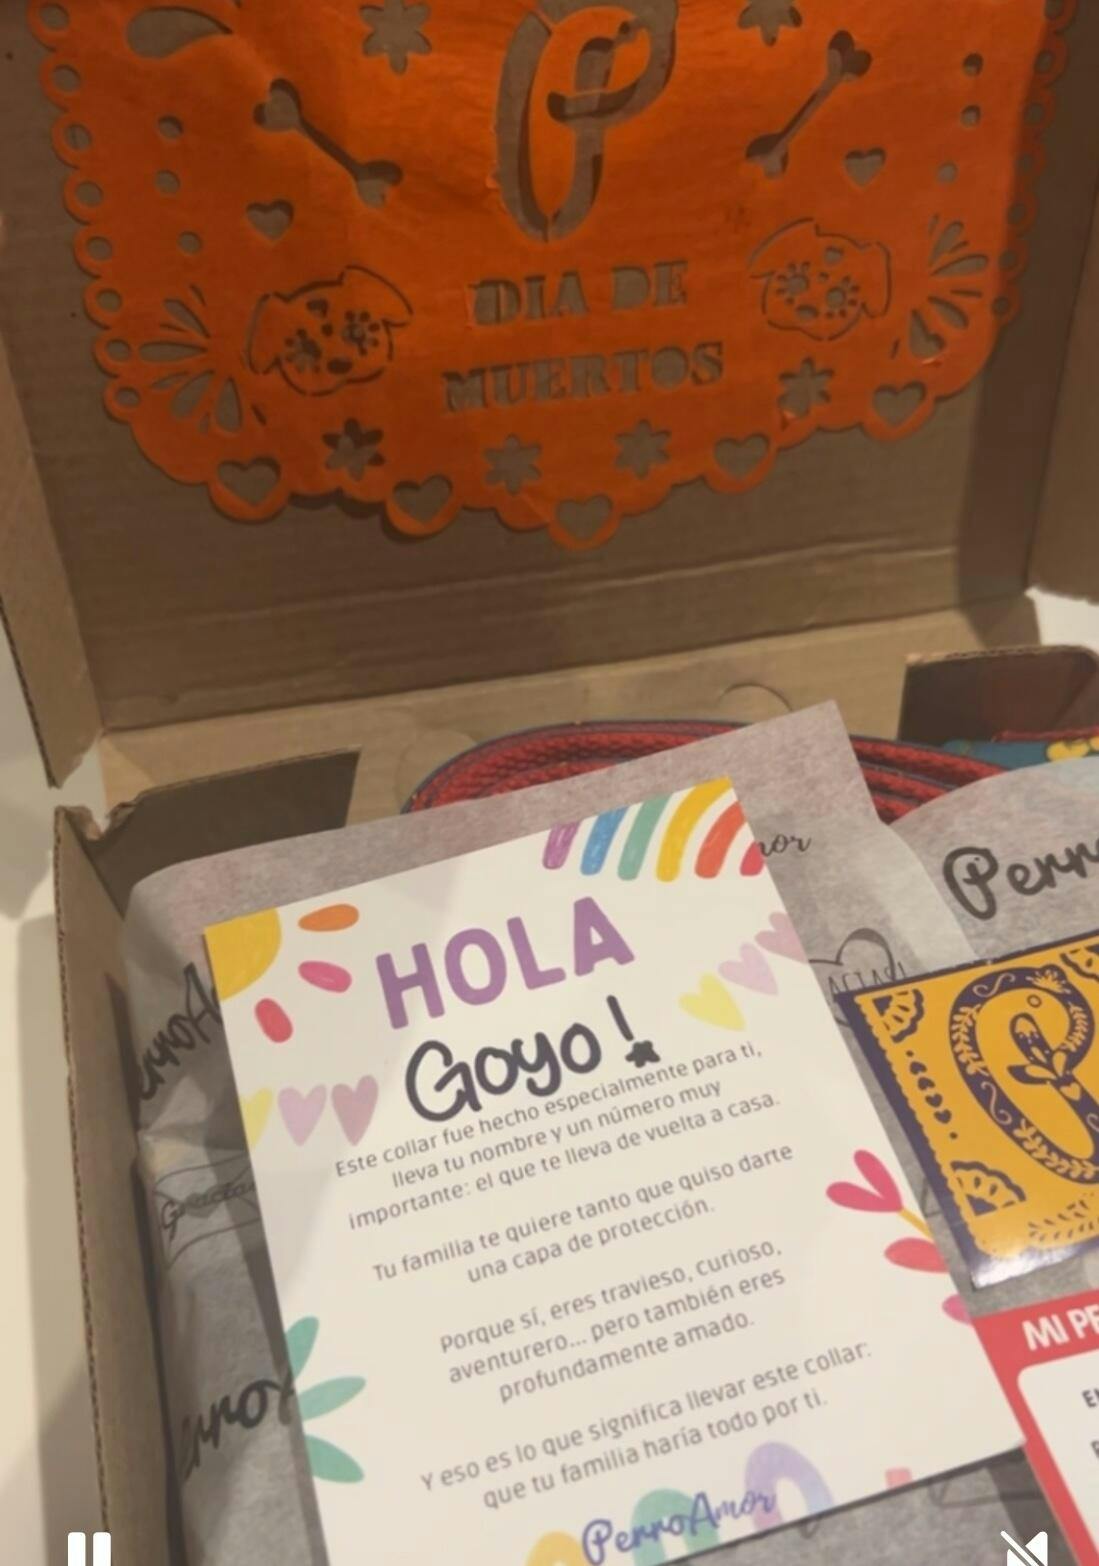 P
DIA DE
MUERTOS
Perro
HOLA
Goyo!
Este collar fue hecho especialmente para ti,
lleva tu nombre y un número muy
importante: el que te lleva de vuelta a casa.
Tu familia te quiere tanto que quiso darte
una capa de protección.
Porque sí, eres travieso, curioso,
aventurero... pero también eres
profundamente amado.
Y eso es lo que significa llevar este collar:
que tu familia haría todo por ti.
PerroAmor
P
MI PE